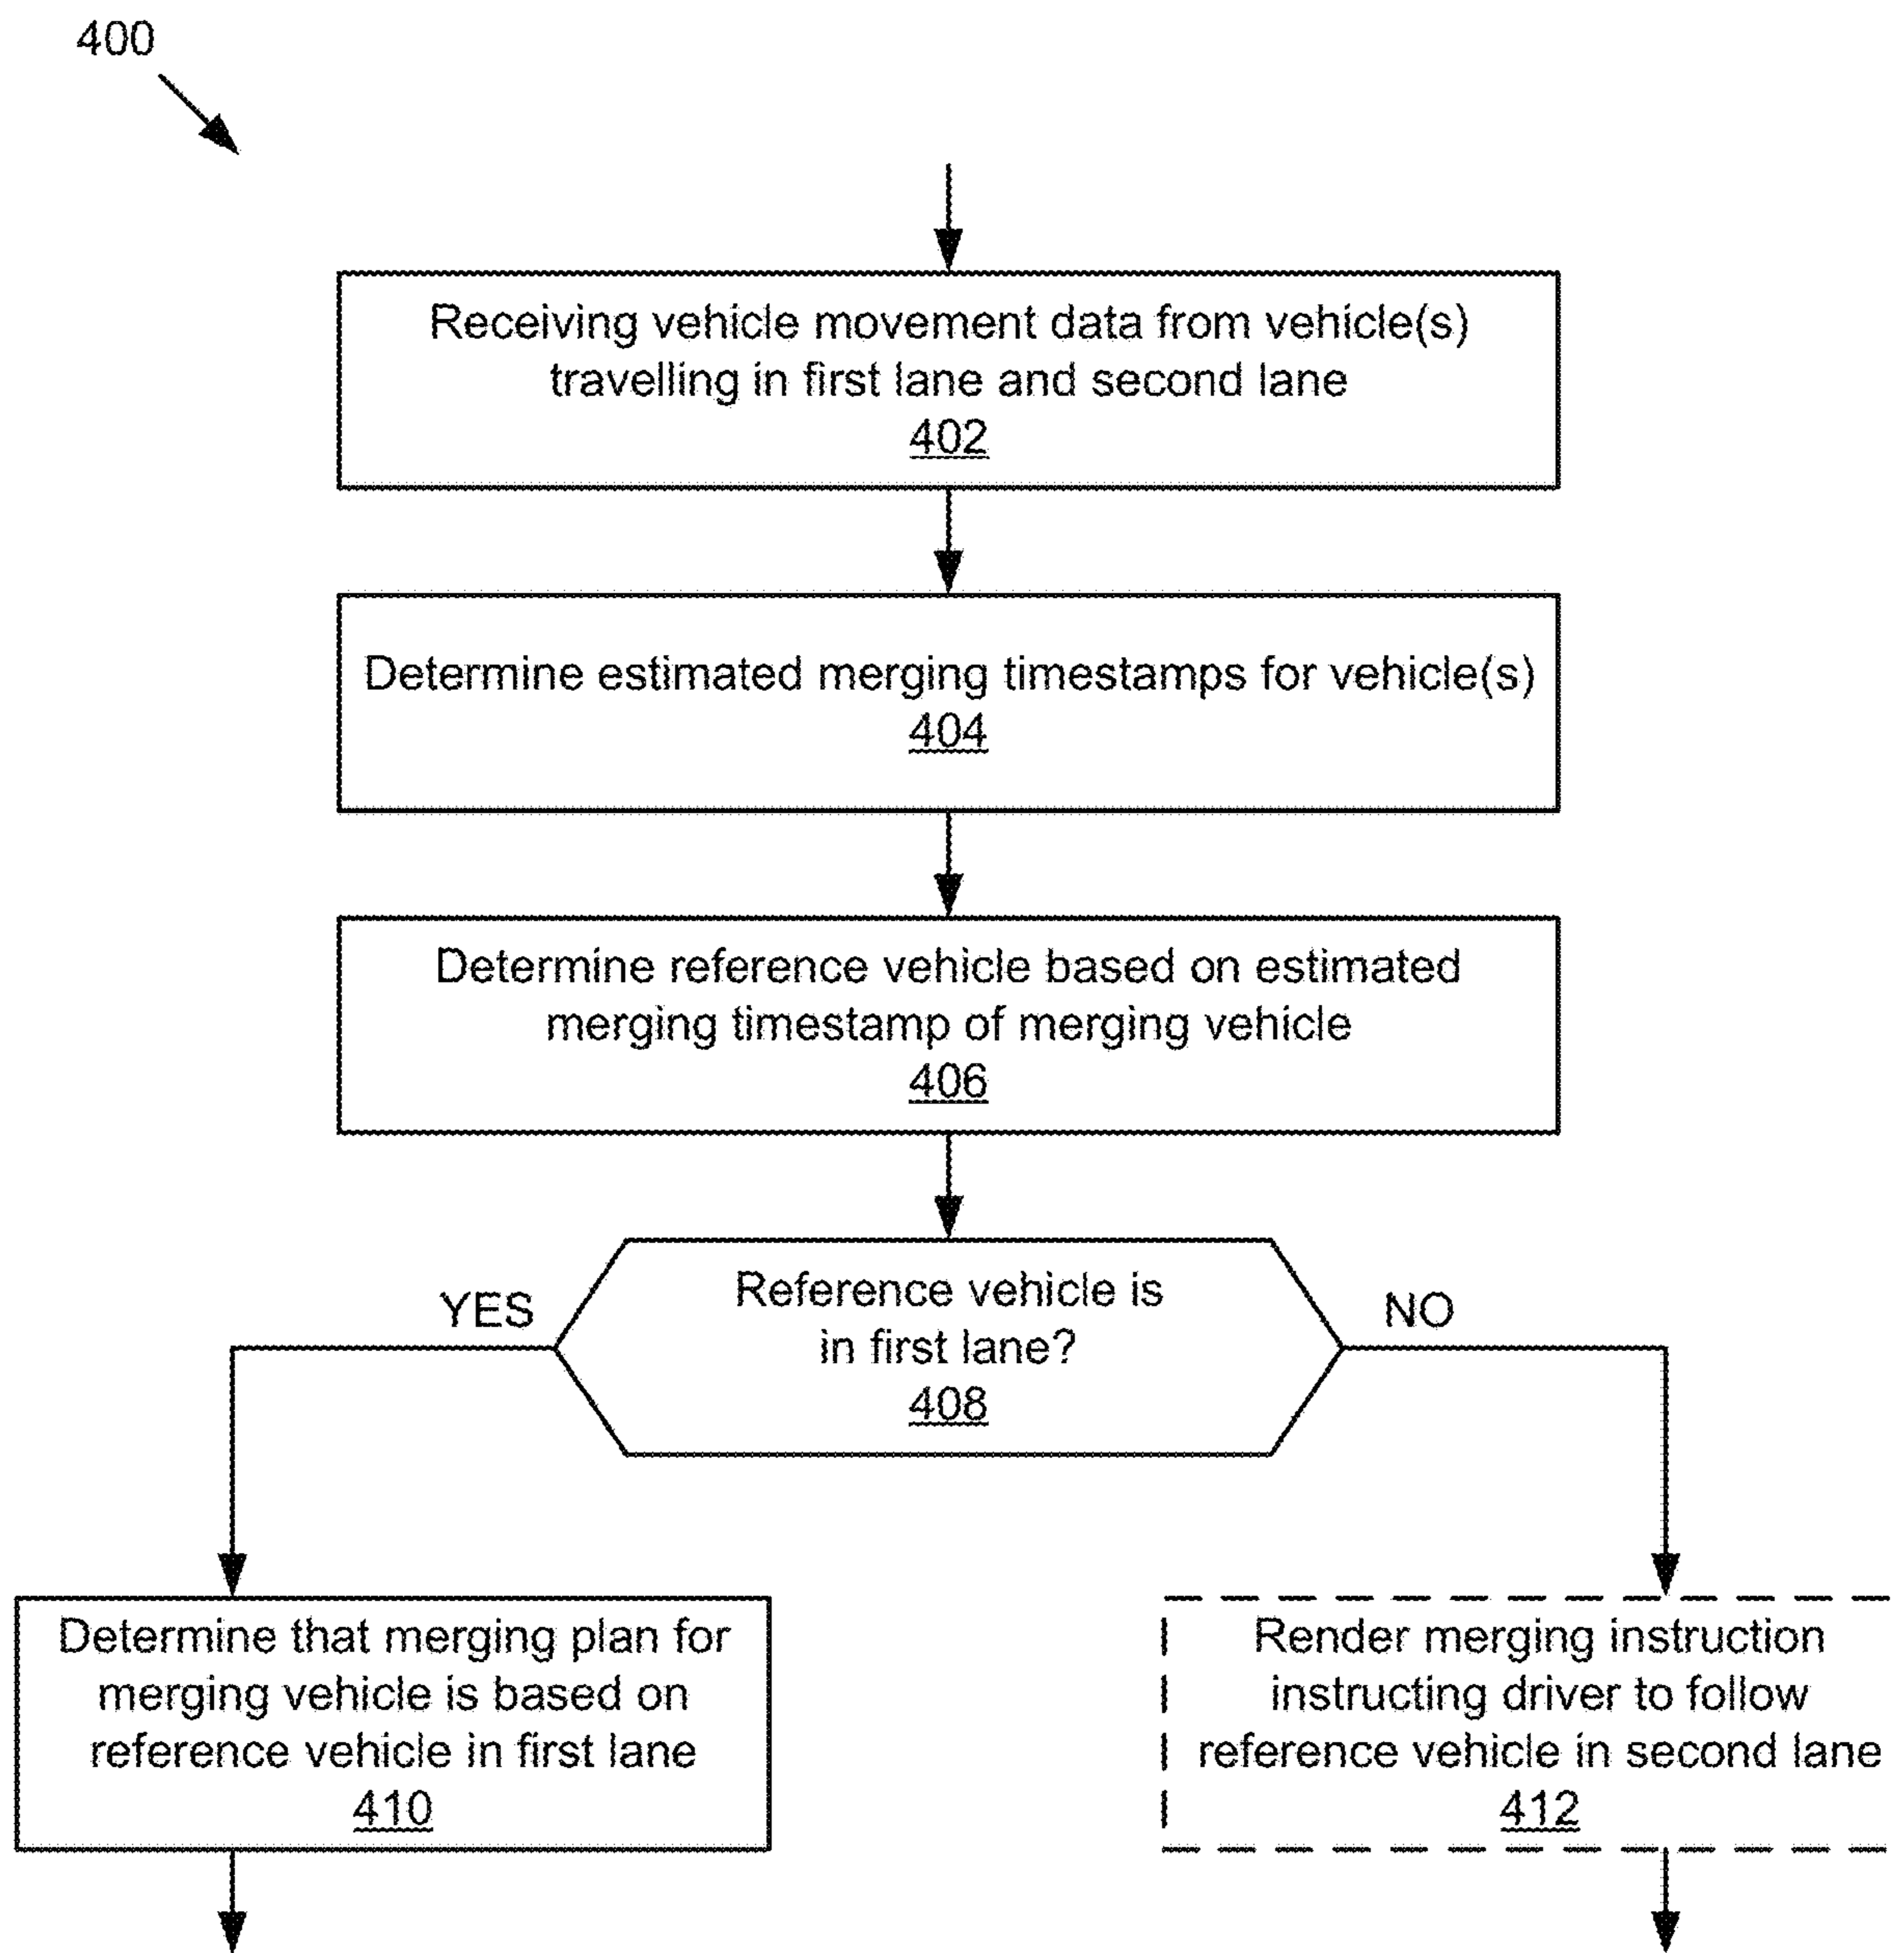 400
Receiving vehicle movement data from vehicle(s)
travelling in first lane and second lane
402
Determine estimated merging timestamps for vehicle(s)
404
Determine reference vehicle based on estimated
merging timestamp of merging vehicle
406
Reference vehicle is
in first lane?
408
YES
NO
Determine that merging plan for
merging vehicle is based on
reference vehicle in first lane
410
Render merging instruction
instructing driver to follow
reference vehicle in second lane
412